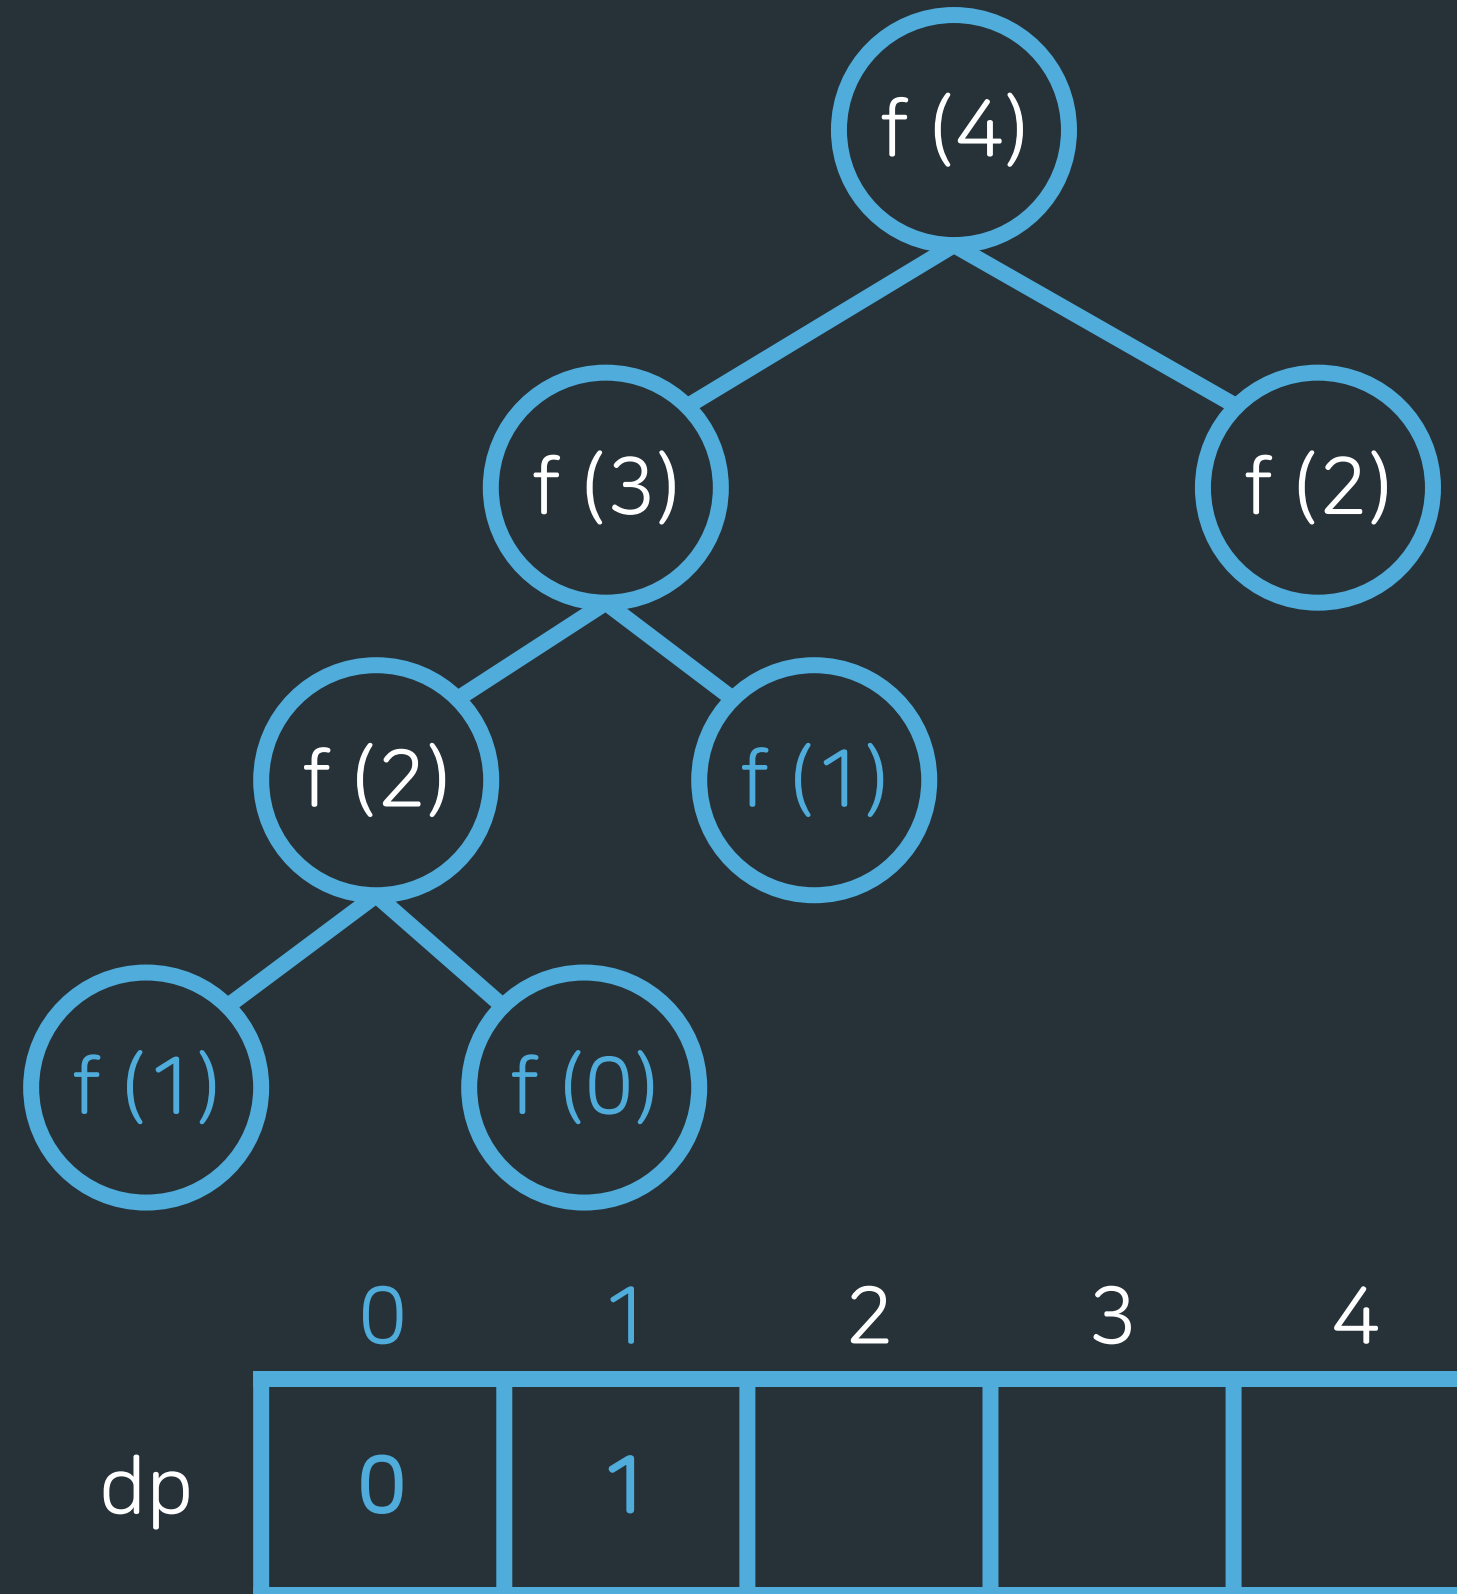 f (4)
f (3) f (2)
f (2) f (1)
f (1) f (0)
0 1 2 3 4
dp 0 1